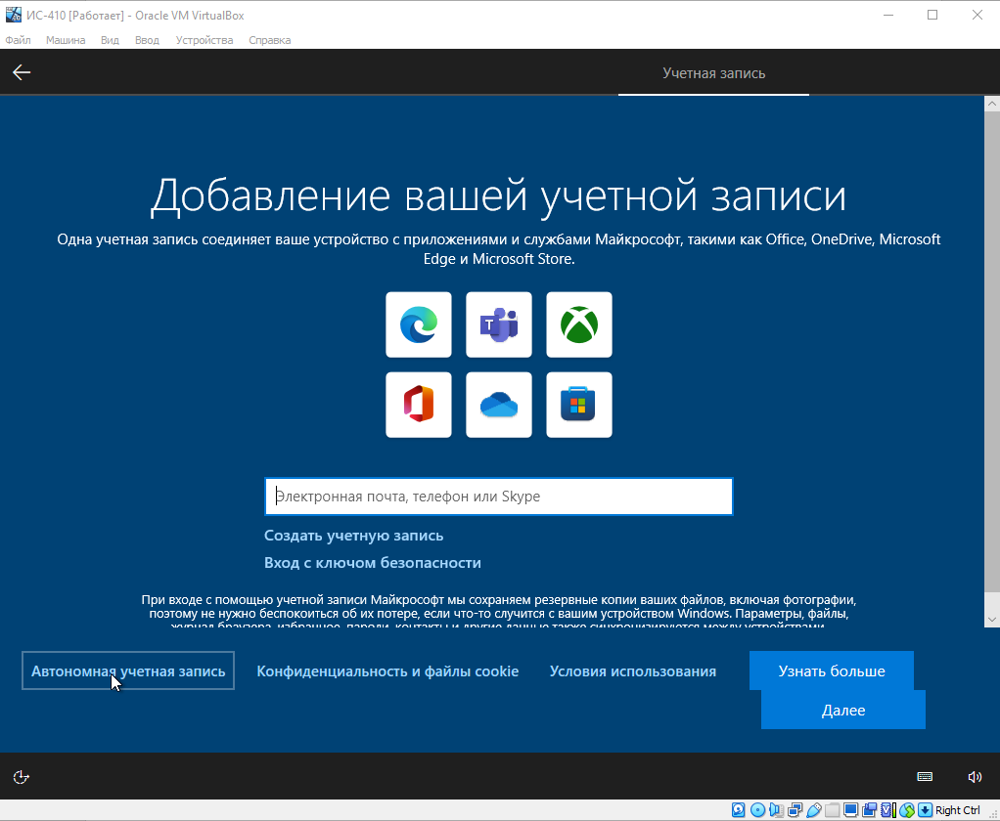 ИС-410 [Работает] - Oracle VM VirtualBox
Файл Машина Вид Ввод Устройства Справка
Учетная запись
Добавление вашей учетной записи
Одна учетная запись соединяет ваше устройство с приложениями и службами Майкрософт, такими как Office, OneDrive, Microsoft
Edge и Microsoft Store.
Электронная почта, телефон или Skype
Создать учетную запись
Вход с ключом безопасности
При входе с помощью учетной записи Майкрософт мы сохраняем резервные копии ваших файлов, включая фотографии,
поэтому не нужно беспокоиться об их потере, если что-то случится с вашим устройством Windows. Параметры, файлы,
журнал браузера, избранное, пароли, контакты и другие данные также синхронизируются между устройствами.
Автономная учетная запись Конфиденциальность и файлы cookie Условия использования Узнать больше
Далее
Right Ctrl